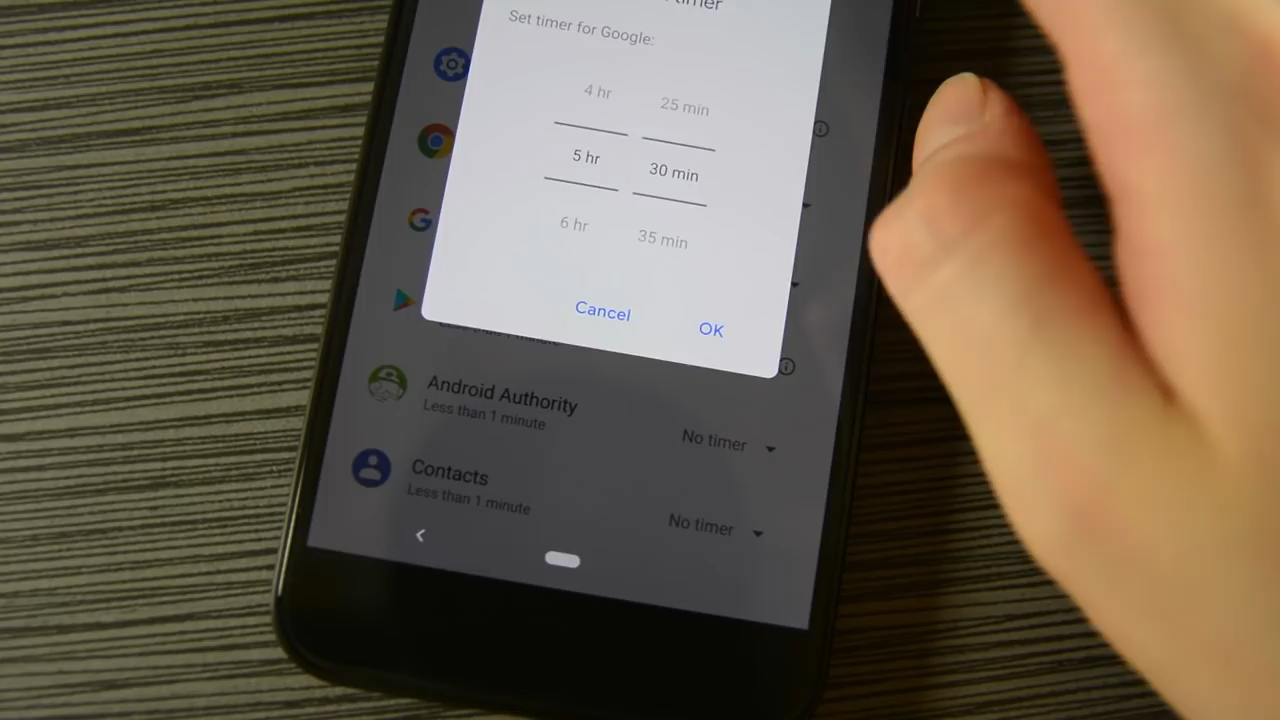 timer
Set timer for Google:
4 hr 25 min
5 hr 30 min
6 hr 35 min
Cancel OK
Android Authority
Less than 1 minute
No timer
Contacts
Less than 1 minute
No timer